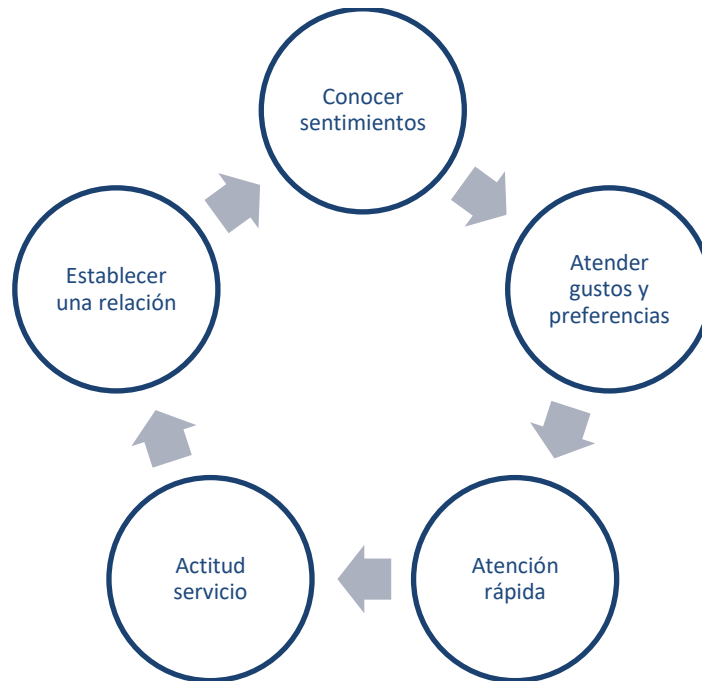 Conocer
sentimientos
Atender
gustos y
preferencias
Atención
rápida
Actitud
servicio
Establecer
una relación